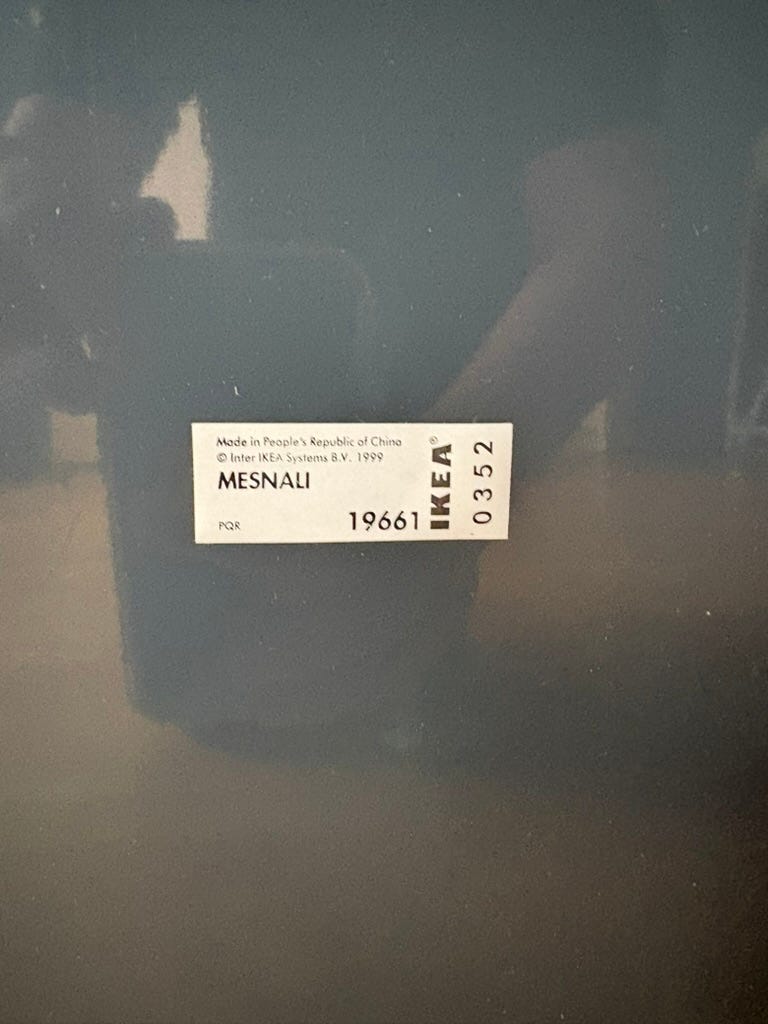 Made in People's Republic of China
© Inter IKEA Systems B.V. 1999
MESNALI
PQR
19661
IKEA®
0352